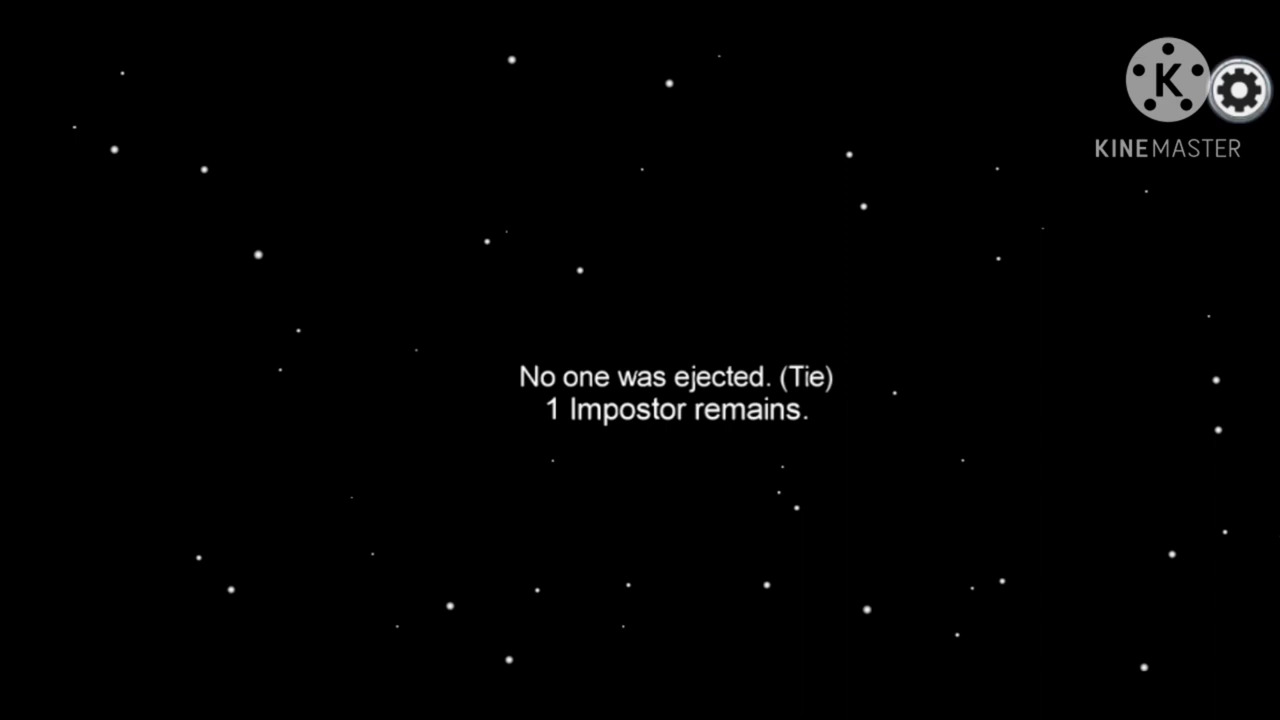 K
KINEMASTER
No one was ejected. (Tie)
1 Impostor remains.